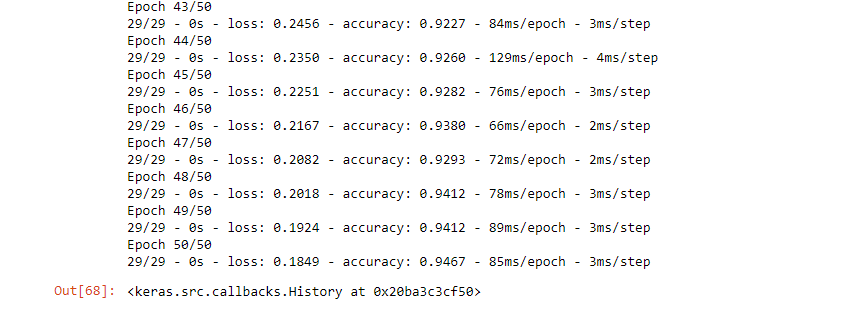 Epoch 43/50
29/29 - 0s - loss: 0.2456 - accuracy: 0.9227 - 84ms/epoch - 3ms/step
Epoch 44/50
29/29 - 0s - loss: 0.2350 - accuracy: 0.9260 - 129ms/epoch - 4ms/step
Epoch 45/50
29/29 - 0s - loss: 0.2251 - accuracy: 0.9282 - 76ms/epoch - 3ms/step
Epoch 46/50
29/29 - 0s - loss: 0.2167 - accuracy: 0.9380 - 66ms/epoch - 2ms/step
Epoch 47/50
29/29 - 0s - loss: 0.2082 - accuracy: 0.9293 - 72ms/epoch - 2ms/step
Epoch 48/50
29/29 - 0s - loss: 0.2018 - accuracy: 0.9412 - 78ms/epoch - 3ms/step
Epoch 49/50
29/29 - 0s - loss: 0.1924 - accuracy: 0.9412 - 89ms/epoch - 3ms/step
Epoch 50/50
29/29 - 0s - loss: 0.1849 - accuracy: 0.9467 - 85ms/epoch - 3ms/step
Out[68]: <keras.src.callbacks.History at 0x20ba3c3cf50>